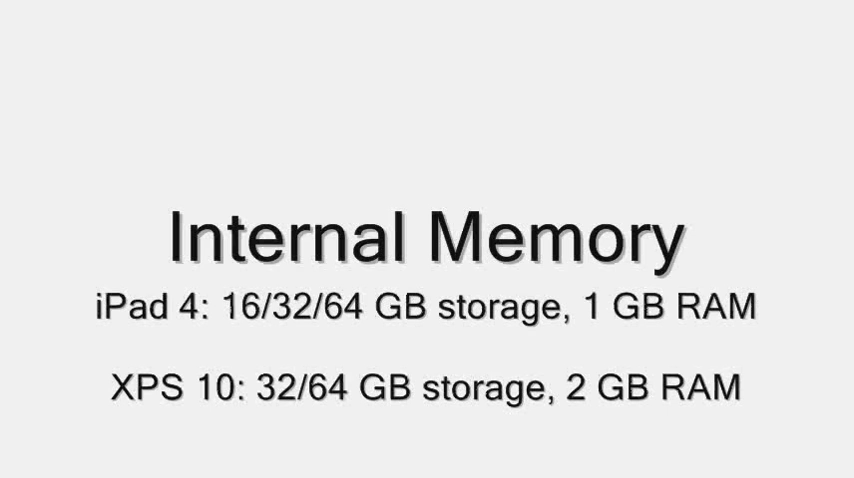 Internal Memory
iPad 4: 16/32/64 GB storage, 1 GB RAM
XPS 10: 32/64 GB storage, 2 GB RAM